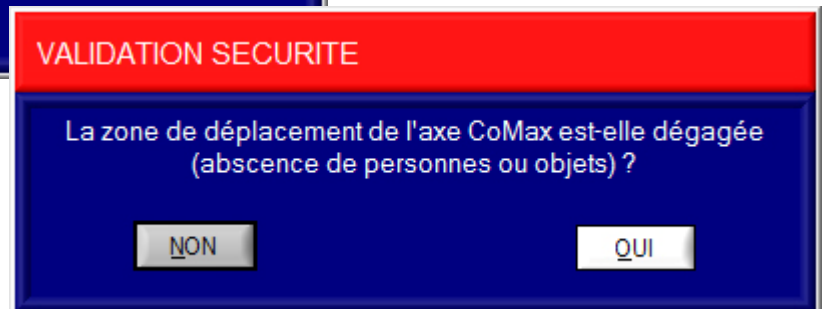 VALIDATION SECURITE
La zone de déplacement de l'axe CoMax est-elle dégagée
(abscence de personnes ou objets) ?
NON
OUI